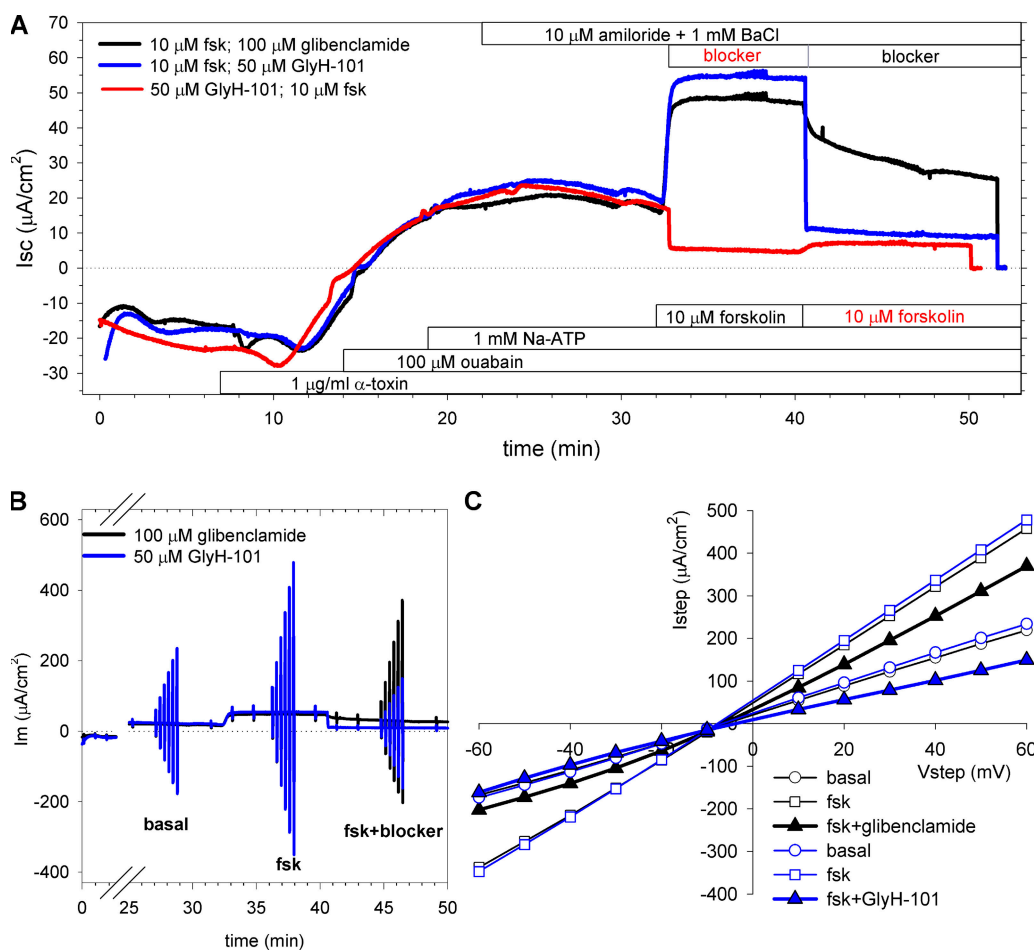 A
10 μM fsk; 100 μM glibenclamide
10 μM fsk; 50 μM GlyH-101
50 μM GlyH-101; 10 μM fsk
10 μM amiloride + 1 mM BaCl
blocker
blocker
10 μM forskolin
10 μM forskolin
1 mM Na-ATP
100 μM ouabain
1 μg/ml α-toxin
Isc (μA/cm²)
70
60
50
40
30
20
10
0
-10
-20
-30
0
10
20
30
40
50
time (min)
B
100 μM glibenclamide
50 μM GlyH-101
Im (μA/cm²)
600
400
200
0
-200
-400
basal
fsk
fsk+blocker
0
25
30
35
40
45
50
time (min)
C
Istep (μA/cm²)
500
400
300
200
100
-100
-200
-300
-400
-60
-40
0
20
40
60
Vstep (mV)
basal
fsk
fsk+glibenclamide
basal
fsk
fsk+GlyH-101